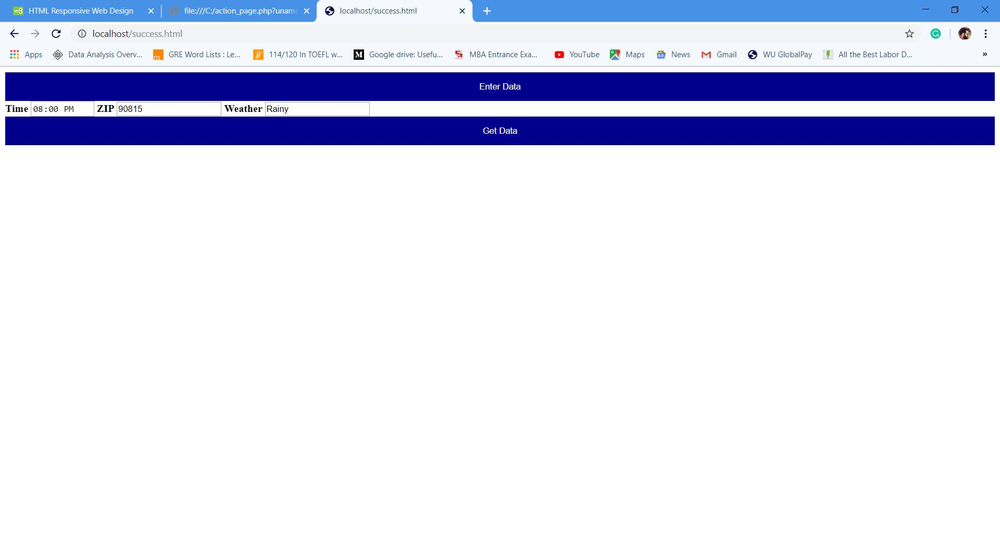 HTML Responsive Web Design
file:///C:/action_page.php?uname
localhost/success.html
localhost/success.html
Apps Data Analysis Overv... GRE Word Lists : Le... 114/120 In TOEFL w... Google drive: Usefu... MBA Entrance Exa... YouTube Maps News Gmail WU GlobalPay All the Best Labor D... »
Enter Data
Time 08:00 PM ZIP 90815 Weather Rainy
Get Data